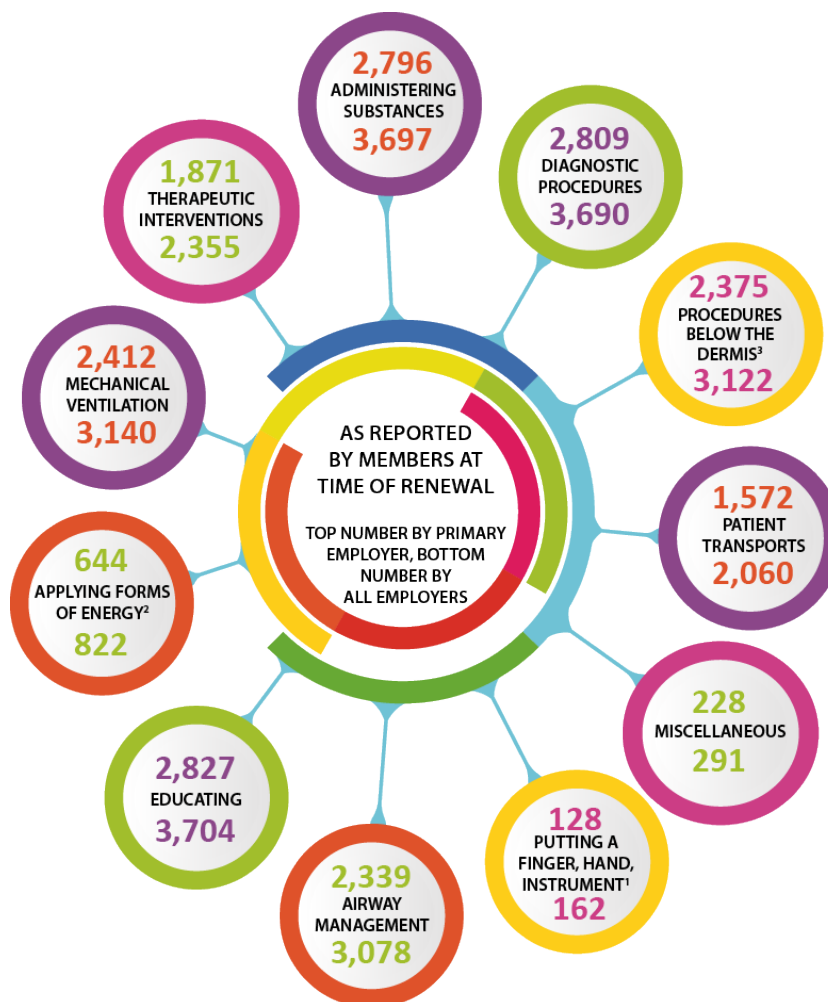 AS REPORTED
BY MEMBERS AT
TIME OF RENEWAL
TOP NUMBER BY PRIMARY
EMPLOYER, BOTTOM
NUMBER BY
ALL EMPLOYERS
2,796
ADMINISTERING
SUBSTANCES
3,697
2,809
DIAGNOSTIC
PROCEDURES
3,690
2,375
PROCEDURES
BELOW THE
DERMIS³
3,122
1,572
PATIENT
TRANSPORTS
2,060
228
MISCELLANEOUS
291
128
PUTTING A
FINGER, HAND,
INSTRUMENT¹
162
2,339
AIRWAY
MANAGEMENT
3,078
2,827
EDUCATING
3,704
644
APPLYING FORMS
OF ENERGY²
822
2,412
MECHANICAL
VENTILATION
3,140
1,871
THERAPEUTIC
INTERVENTIONS
2,355